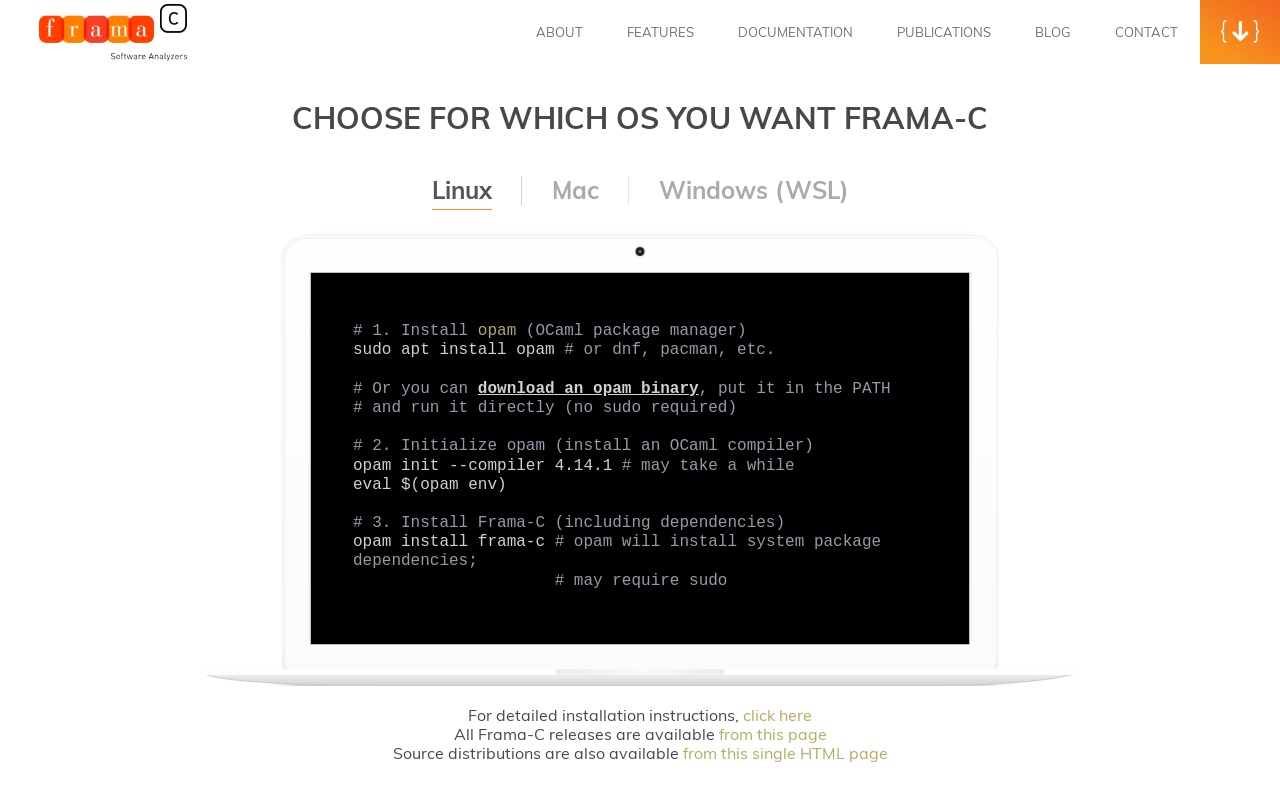 frama C
Software Analyzers
ABOUT FEATURES DOCUMENTATION PUBLICATIONS BLOG CONTACT
CHOOSE FOR WHICH OS YOU WANT FRAMA-C
Linux Mac Windows (WSL)
# 1. Install opam (OCaml package manager)
sudo apt install opam # or dnf, pacman, etc.
# Or you can download an opam binary, put it in the PATH
# and run it directly (no sudo required)
# 2. Initialize opam (install an OCaml compiler)
opam init --compiler 4.14.1 # may take a while
eval $(opam env)
# 3. Install Frama-C (including dependencies)
opam install frama-c # opam will install system package
dependencies;
# may require sudo
For detailed installation instructions, click here
All Frama-C releases are available from this page
Source distributions are also available from this single HTML page